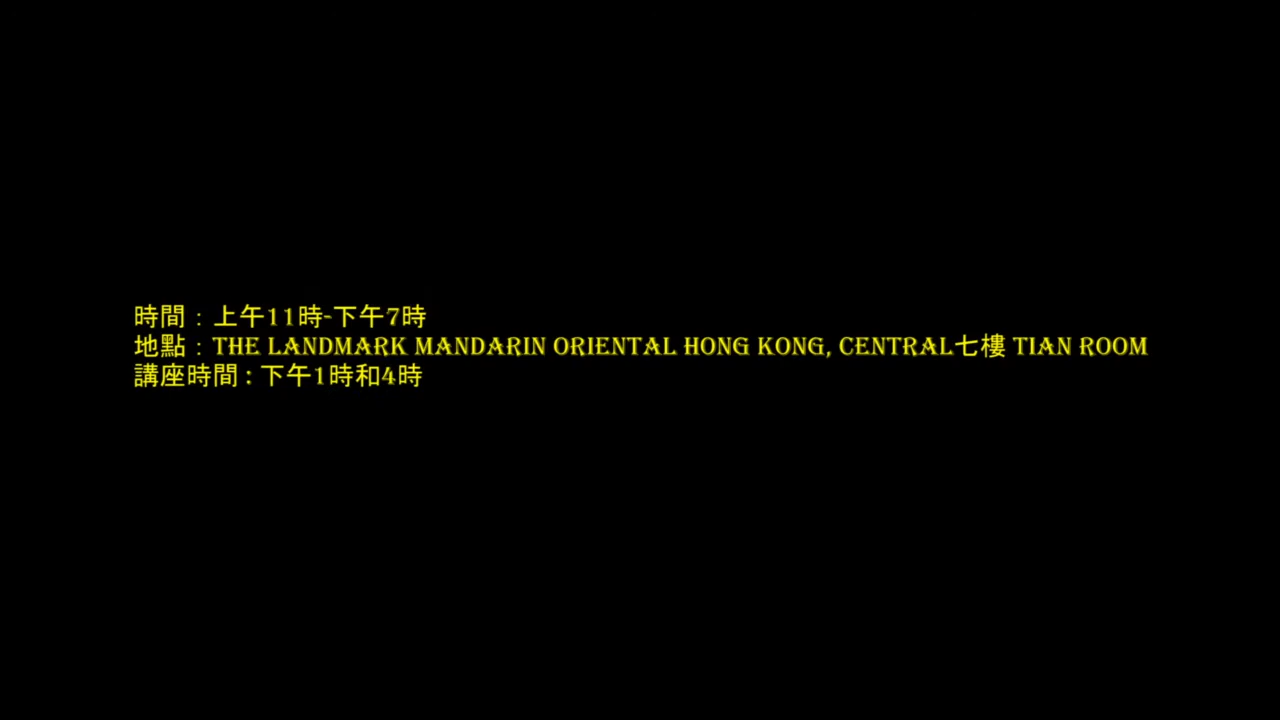 時間：上午11時-下午7時
地點：THE LANDMARK MANDARIN ORIENTAL HONG KONG, CENTRAL七樓 TIAN ROOM
講座時間 : 下午1時和4時